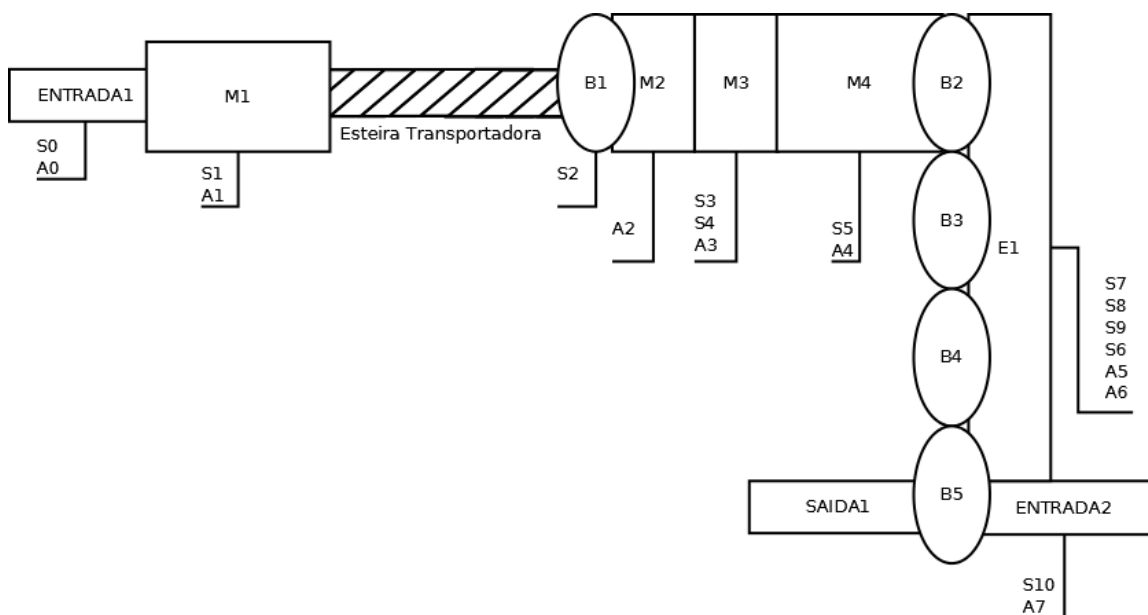 ENTRADA1
M1
Esteira Transportadora
B1
M2
M3
M4
B2
S0
A0
S1
A1
S2
A2
S3
S4
A3
S5
A4
B3
E1
S7
S8
S9
S6
A5
A6
B4
SAIDA1
B5
ENTRADA2
S10
A7